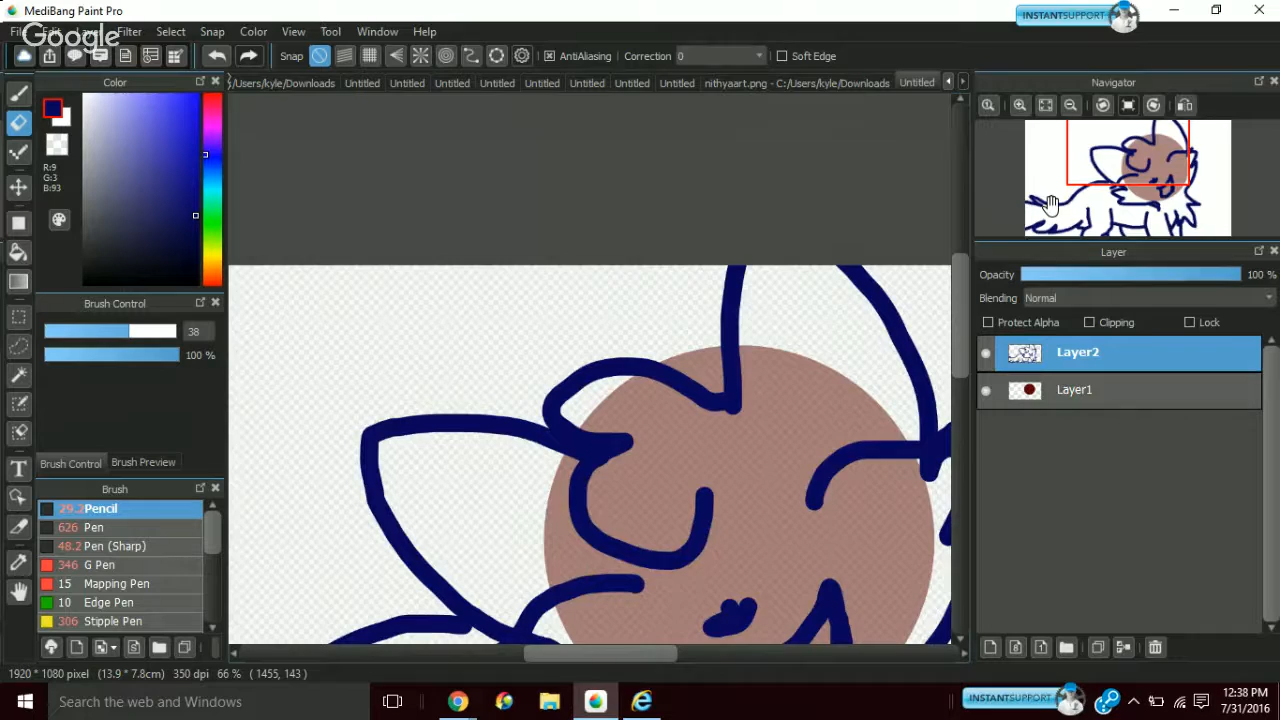 MediBang Paint Pro
INSTANTSUPPORT
File
Layer Filter Select Snap Color View Tool Window Help
Google
Snap AntiAliasing Correction 0 Soft Edge
Color
/Users/kyle/Downloads Untitled Untitled Untitled Untitled Untitled Untitled Untitled nithyaart.png - C:/Users/kyle/Downloads Untitled
Navigator
R:9
G:3
B:93
Brush Control
38
100 %
Brush Control Brush Preview
Brush
29.2 Pencil
626 Pen
48.2 Pen (Sharp)
346 G Pen
15 Mapping Pen
10 Edge Pen
306 Stipple Pen
Layer
Opacity 100 %
Blending Normal
Protect Alpha Clipping Lock
Layer2
Layer1
1920 * 1080 pixel (13.9 * 7.8cm) 350 dpi 66 % ( 1455, 143 )
Search the web and Windows
INSTANTSUPPORT
12:38 PM
7/31/2016